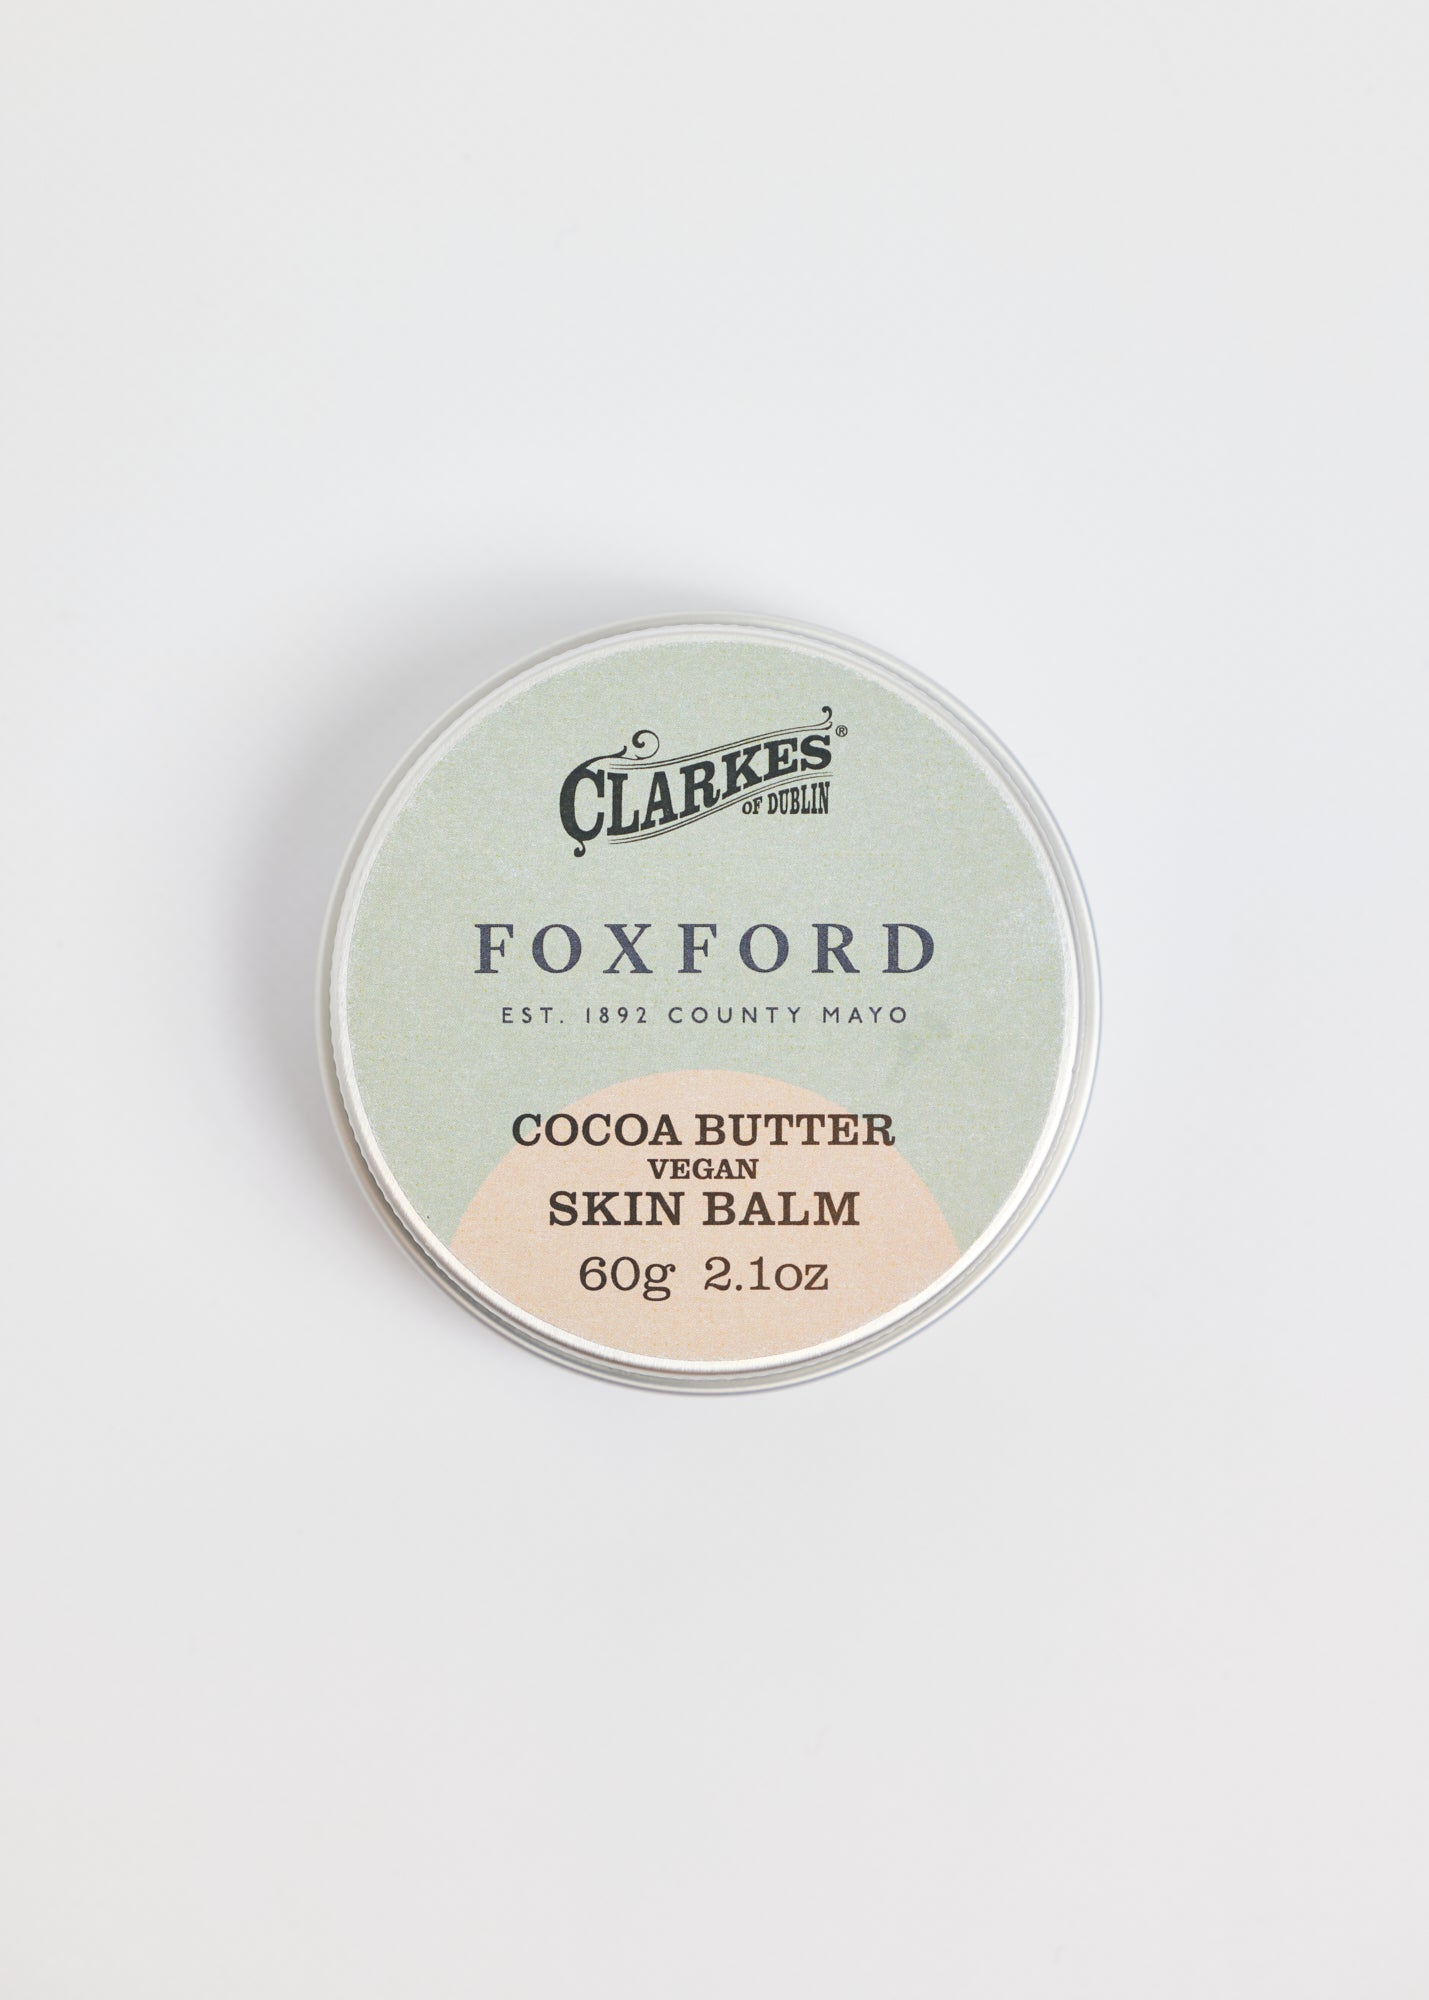 CLARKES®
OF DUBLIN
FOXFORD
EST. 1892 COUNTY MAYO
COCOA BUTTER
VEGAN
SKIN BALM
60g 2.1oz